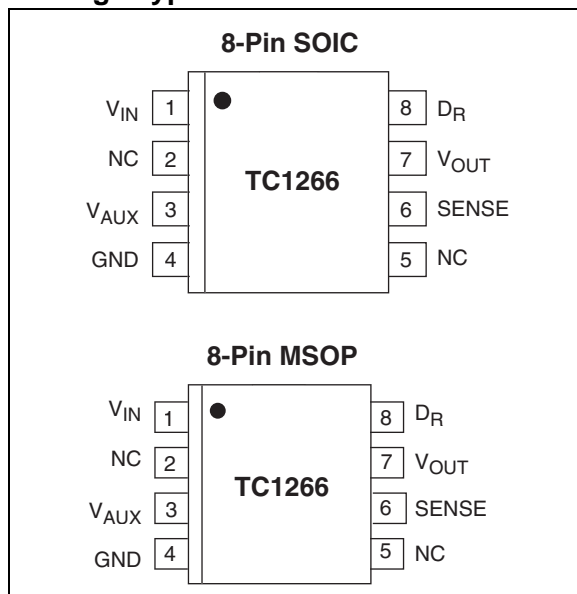 8-Pin SOIC
VIN 1 8 DR
NC 2 7 VOUT
TC1266
VAUX 3 6 SENSE
GND 4 5 NC
8-Pin MSOP
VIN 1 8 DR
NC 2 7 VOUT
TC1266
VAUX 3 6 SENSE
GND 4 5 NC